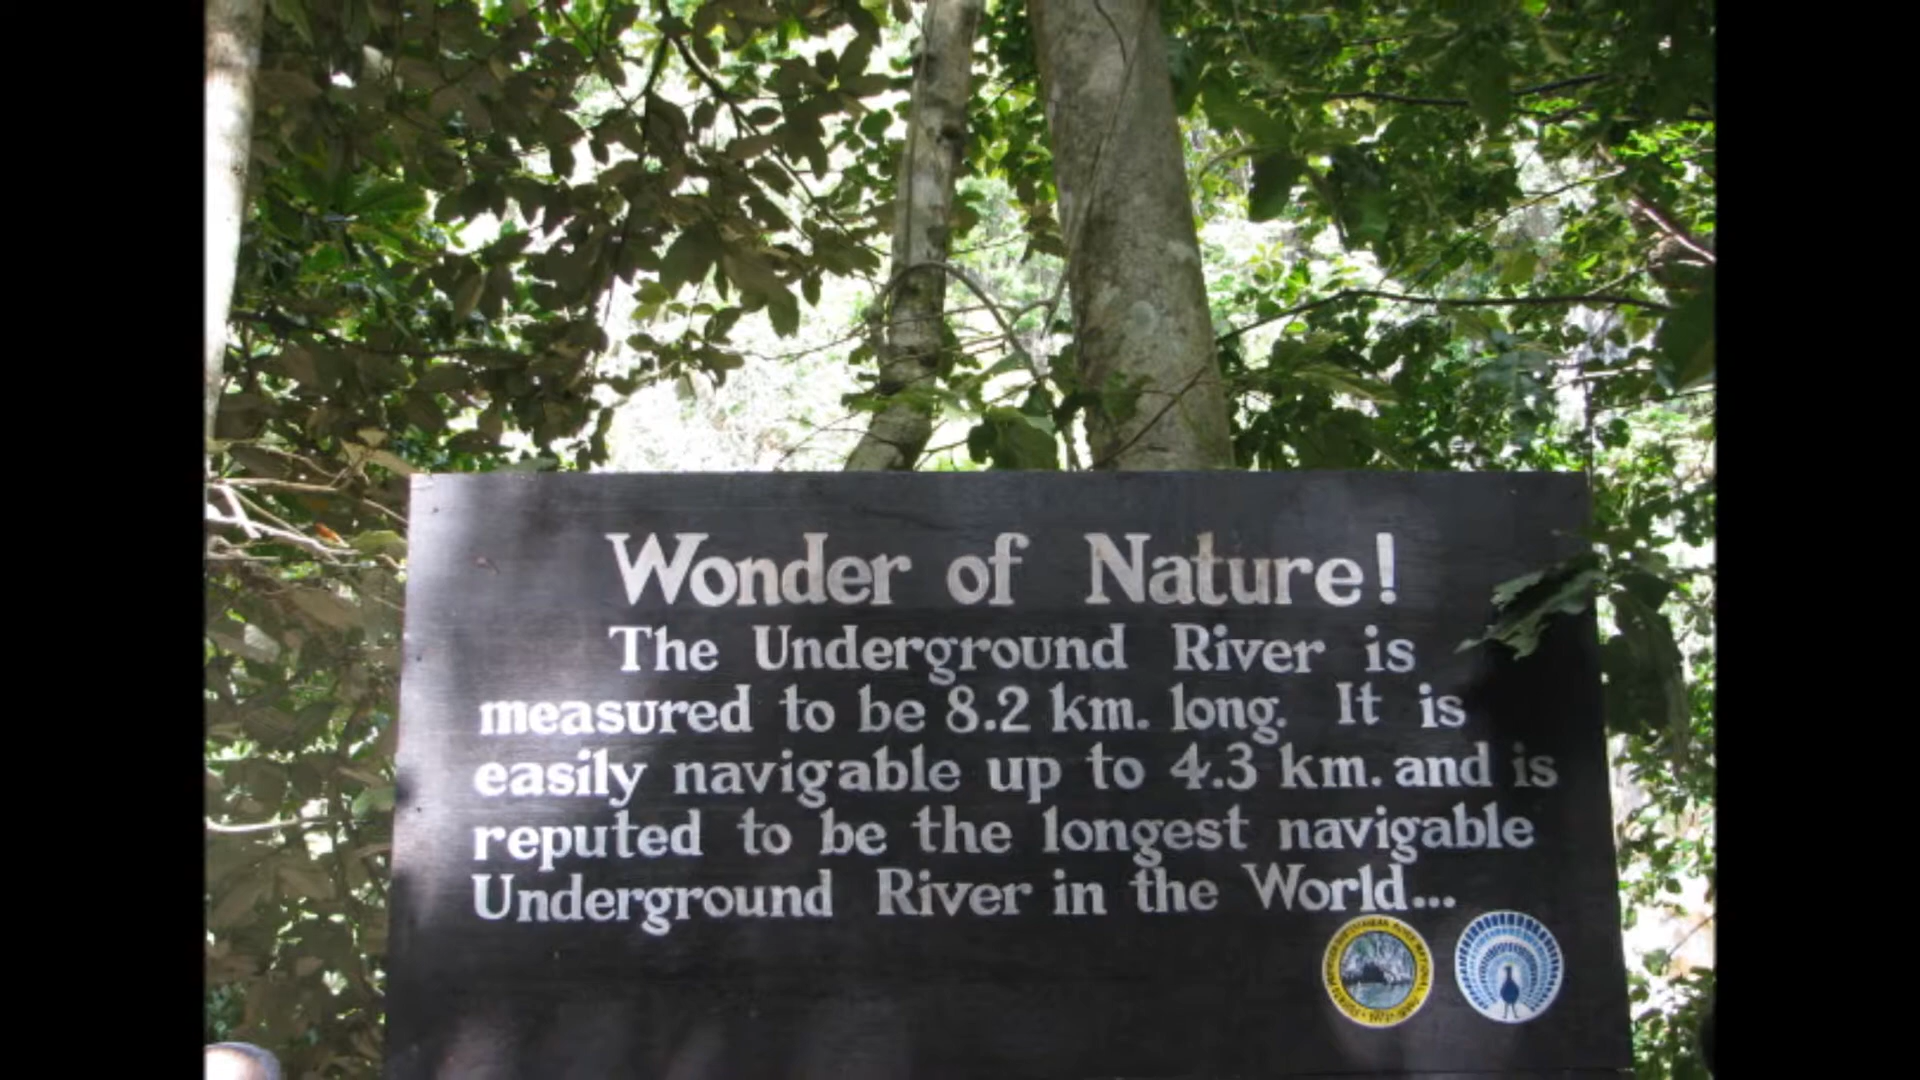 Wonder of Nature!
The Underground River is
measured to be 8.2 km. long. It is
easily navigable up to 4.3 km. and is
reputed to be the longest navigable
Underground River in the World...